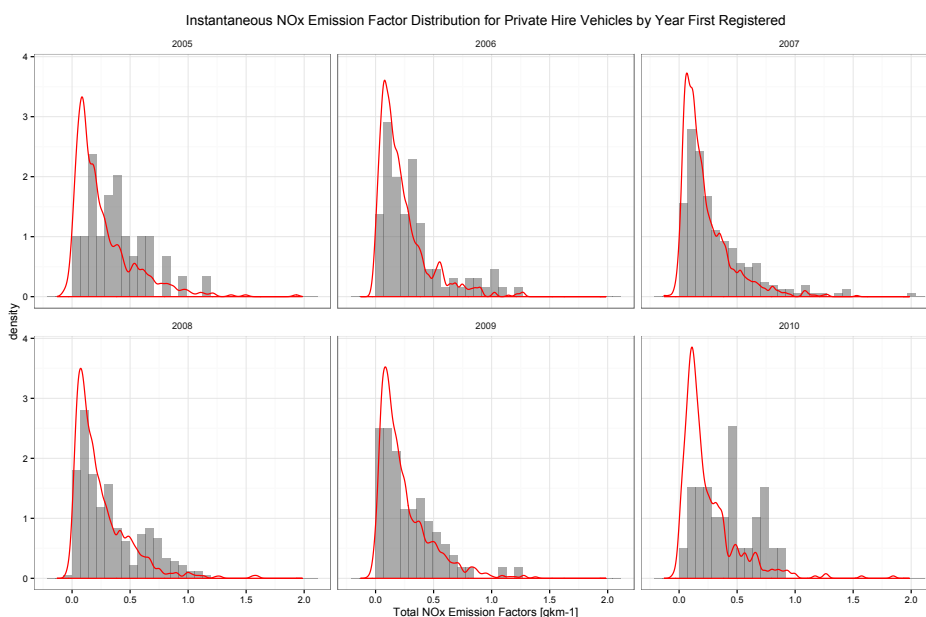 Instantaneous NOx Emission Factor Distribution for Private Hire Vehicles by Year First Registered
2005 2006 2007
4
3
2
1
0
density
2008 2009 2010
4
3
2
1
0
0.0 0.5 1.0 1.5 2.0 0.0 0.5 1.0 1.5 2.0 0.0 0.5 1.0 1.5 2.0
Total NOx Emission Factors [gkm-1]